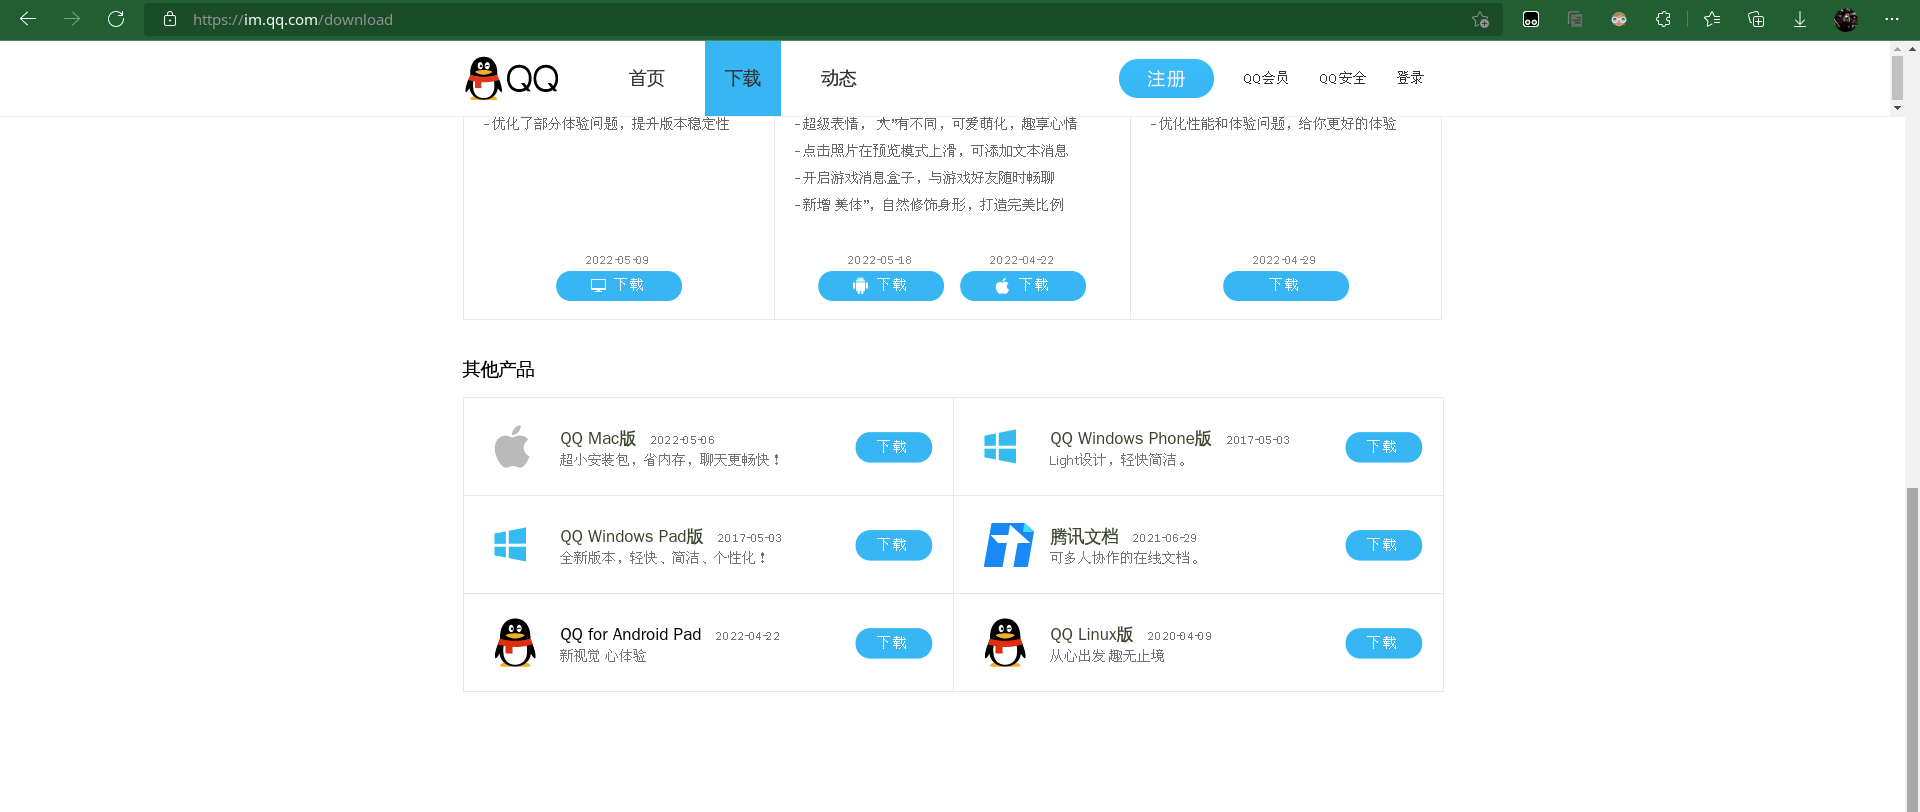 https://im.qq.com/download
QQ
首页
下载
动态
注册
QQ会员
QQ安全
登录
-优化了部分体验问题，提升版本稳定性
-超级表情，“大”有不同，可爱萌化，趣享心情
-点击照片在预览模式上滑，可添加文本消息
-开启游戏消息盒子，与游戏好友随时畅聊
-新增“美体”，自然修饰身形，打造完美比例
-优化性能和体验问题，给你更好的体验
2022-05-09
下载
2022-05-18
下载
2022-04-22
下载
2022-04-29
下载
其他产品
QQ Mac版 2022-05-06
超小安装包，省内存，聊天更畅快！
下载
QQ Windows Phone版 2017-05-03
Light设计，轻快简洁。
下载
QQ Windows Pad版 2017-05-03
全新版本，轻快、简洁、个性化！
下载
腾讯文档 2021-06-29
可多人协作的在线文档。
下载
QQ for Android Pad 2022-04-22
新视觉 心体验
下载
QQ Linux版 2020-04-09
从心出发 趣无止境
下载